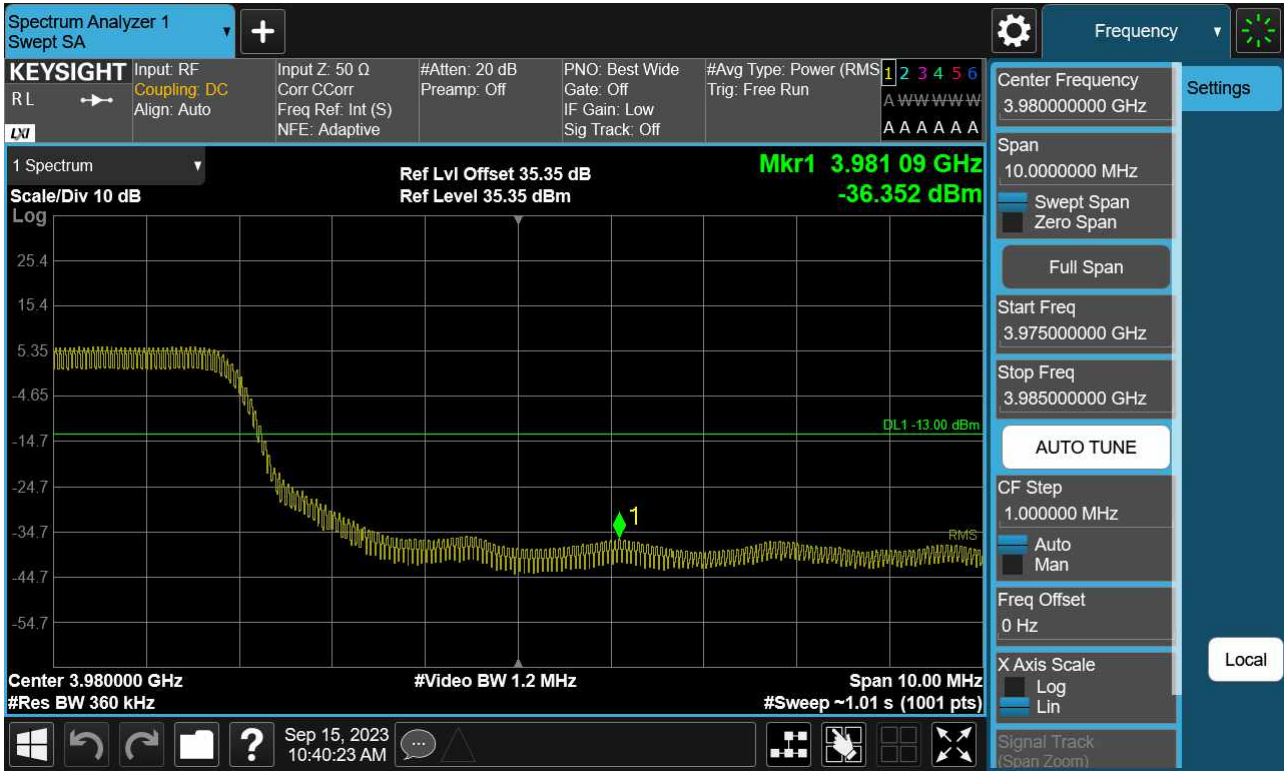 Spectrum Analyzer 1
Swept SA
Frequency
KEYSIGHT
R L
LXI
Input: RF
Coupling: DC
Align: Auto
Input Z: 50 Ω
Corr CCorr
Freq Ref: Int (S)
NFE: Adaptive
#Atten: 20 dB
Preamp: Off
PNO: Best Wide
Gate: Off
IF Gain: Low
Sig Track: Off
#Avg Type: Power (RMS
Trig: Free Run
1 2 3 4 5 6
A W W W W W
A A A A A A
1 Spectrum
Scale/Div 10 dB
Log
Ref Lvl Offset 35.35 dB
Ref Level 35.35 dBm
Mkr1 3.981 09 GHz
-36.352 dBm
25.4
15.4
5.35
-4.65
-14.7
-24.7
-34.7
-44.7
-54.7
DL1 -13.00 dBm
1
RMS
Center 3.980000 GHz
#Res BW 360 kHz
#Video BW 1.2 MHz
Span 10.00 MHz
#Sweep ~1.01 s (1001 pts)
Center Frequency
3.980000000 GHz
Span
10.0000000 MHz
Swept Span
Zero Span
Full Span
Start Freq
3.975000000 GHz
Stop Freq
3.985000000 GHz
AUTO TUNE
CF Step
1.000000 MHz
Auto
Man
Freq Offset
0 Hz
X Axis Scale
Log
Lin
Signal Track
(Span Zoom)
Settings
Local
?
Sep 15, 2023
10:40:23 AM